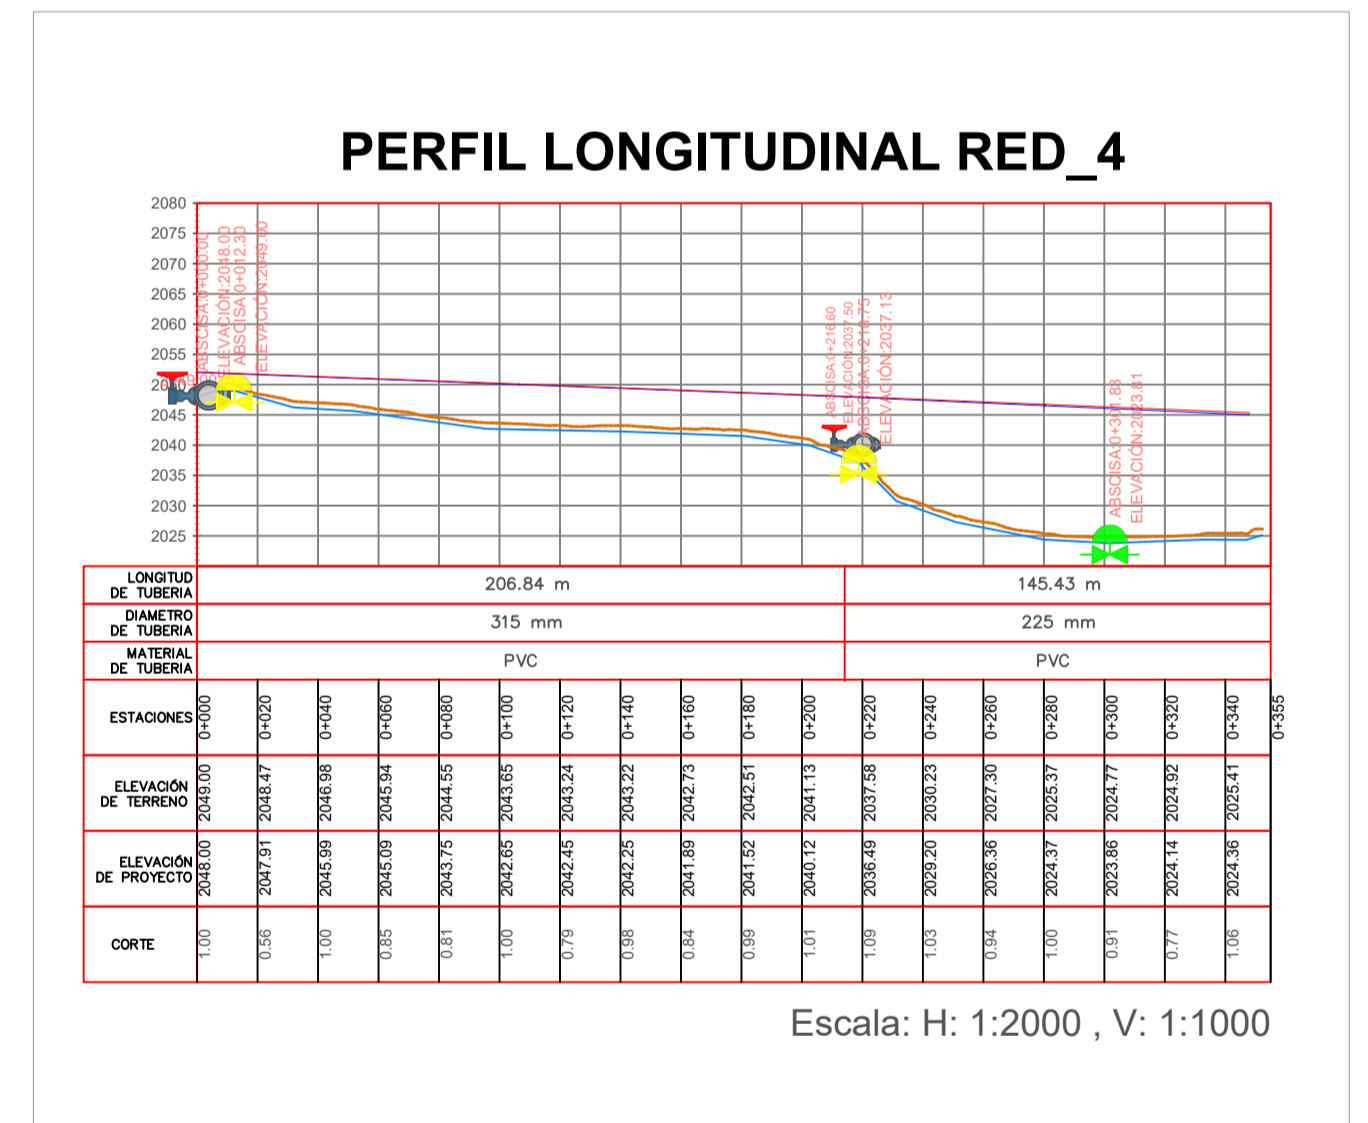 PERFIL LONGITUDINAL RED_4
2080
2075
2070
2065
2060
2055
2045
2040
2035
2030
2025
ABSCISA:0+000.00
ELEVACIÓN:2048.00
ABSCISA:0+012.30
ELEVACIÓN:2049.00
ABSCISA:0+216.60
ELEVACIÓN:2037.50
ELEVACIÓN:2037.13
ABSCISA:0+301.88
ELEVACIÓN:2023.81
LONGITUD
DE TUBERIA
206.84 m
145.43 m
DIAMETRO
DE TUBERIA
315 mm
225 mm
MATERIAL
DE TUBERIA
PVC
PVC
ESTACIONES
0+000 0+020 0+040 0+060 0+080 0+100 0+120 0+140 0+160 0+180 0+200 0+220 0+240 0+260 0+280 0+300 0+320 0+340 0+355
ELEVACIÓN
DE TERRENO
2049.00 2048.47 2046.98 2045.94 2044.55 2043.65 2043.24 2043.22 2042.73 2042.51 2041.13 2037.58 2030.23 2027.30 2025.37 2024.77 2024.92 2025.41
ELEVACIÓN
DE PROYECTO
2048.00 2047.91 2045.99 2045.09 2043.75 2042.65 2042.45 2042.25 2041.89 2041.52 2040.12 2036.49 2029.20 2026.36 2024.37 2023.86 2024.14 2024.36
CORTE
1.00 0.56 1.00 0.85 0.81 1.00 0.79 0.98 0.84 0.99 1.01 1.09 1.03 0.94 1.00 0.91 0.77 1.06
Escala: H: 1:2000 , V: 1:1000